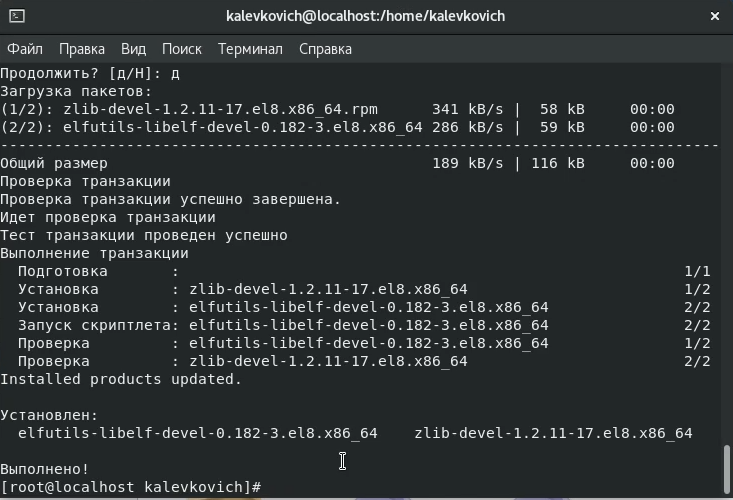 kalevkovich@localhost:/home/kalevkovich
Файл Правка Вид Поиск Терминал Справка
Продолжить? [д/Н]: д
Загрузка пакетов:
(1/2): zlib-devel-1.2.11-17.el8.x86_64.rpm 341 kB/s | 58 kB 00:00
(2/2): elfutils-libelf-devel-0.182-3.el8.x86_64 286 kB/s | 59 kB 00:00
--------------------------------------------------------------------------------
Общий размер 189 kB/s | 116 kB 00:00
Проверка транзакции
Проверка транзакции успешно завершена.
Идет проверка транзакции
Тест транзакции проведен успешно
Выполнение транзакции
Подготовка : 1/1
Установка : zlib-devel-1.2.11-17.el8.x86_64 1/2
Установка : elfutils-libelf-devel-0.182-3.el8.x86_64 2/2
Запуск скриптлета: elfutils-libelf-devel-0.182-3.el8.x86_64 2/2
Проверка : elfutils-libelf-devel-0.182-3.el8.x86_64 1/2
Проверка : zlib-devel-1.2.11-17.el8.x86_64 2/2
Installed products updated.
Установлен:
elfutils-libelf-devel-0.182-3.el8.x86_64 zlib-devel-1.2.11-17.el8.x86_64
Выполнено!
[root@localhost kalevkovich]#